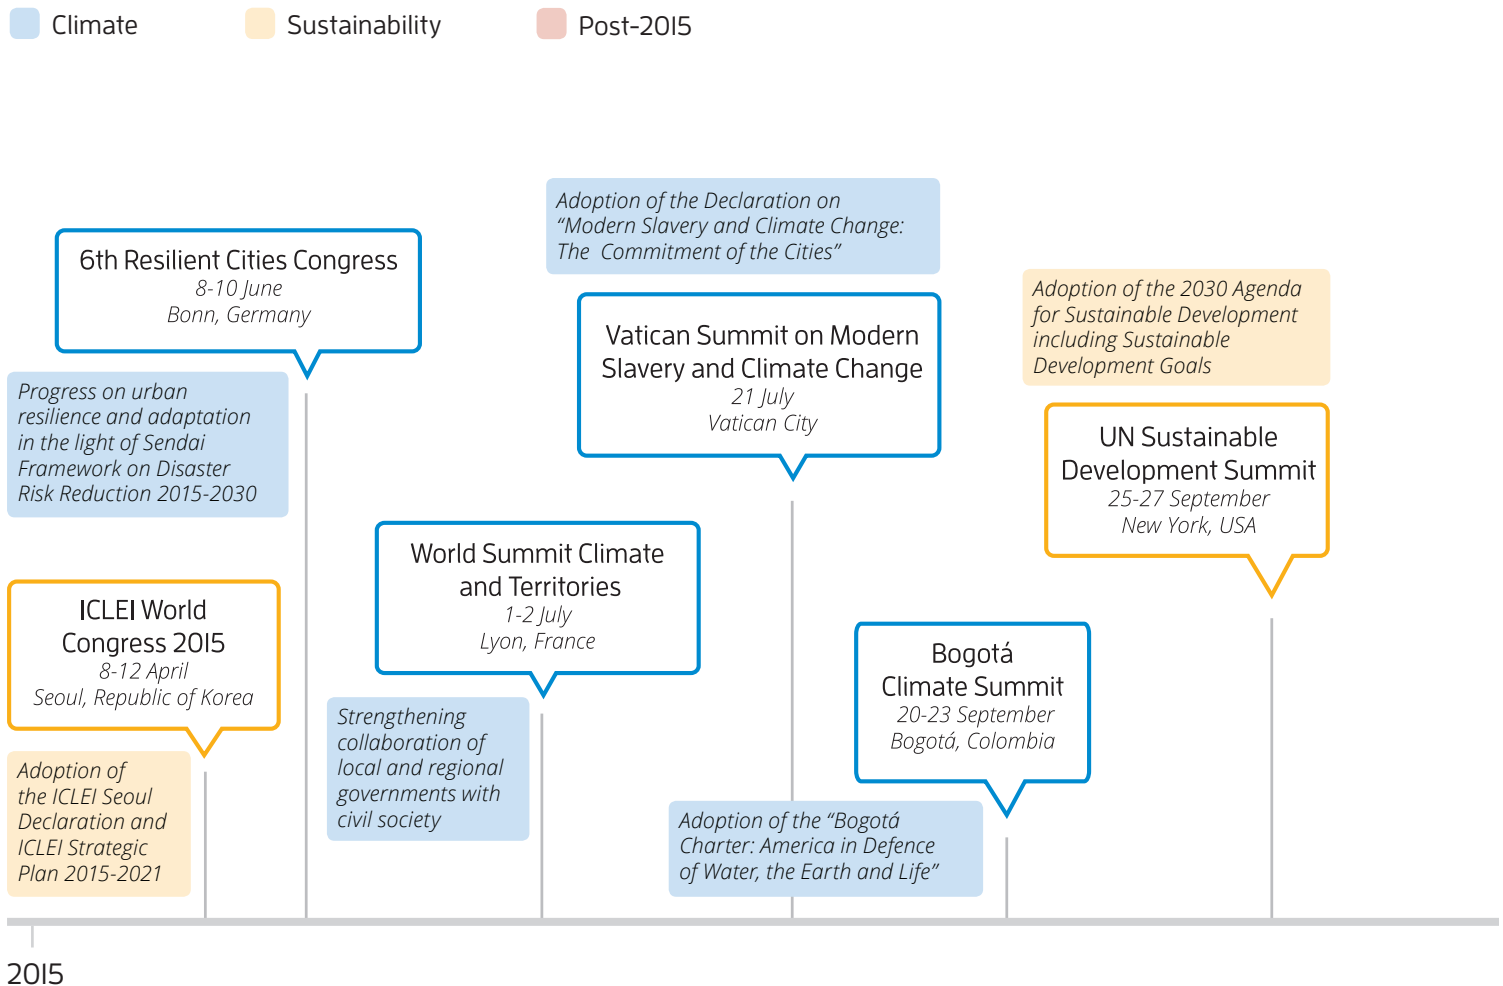 Climate
Sustainability
Post-2015
Adoption of the Declaration on
“Modern Slavery and Climate Change:
The Commitment of the Cities”
6th Resilient Cities Congress
8-10 June
Bonn, Germany
Vatican Summit on Modern
Slavery and Climate Change
21 July
Vatican City
Adoption of the 2030 Agenda
for Sustainable Development
including Sustainable
Development Goals
Progress on urban
resilience and adaptation
in the light of Sendai
Framework on Disaster
Risk Reduction 2015-2030
UN Sustainable
Development Summit
25-27 September
New York, USA
World Summit Climate
and Territories
1-2 July
Lyon, France
ICLEI World
Congress 2015
8-12 April
Seoul, Republic of Korea
Bogotá
Climate Summit
20-23 September
Bogotá, Colombia
Strengthening
collaboration of
local and regional
governments with
civil society
Adoption of
the ICLEI Seoul
Declaration and
ICLEI Strategic
Plan 2015-2021
Adoption of the “Bogotá
Charter: America in Defence
of Water, the Earth and Life”
2015